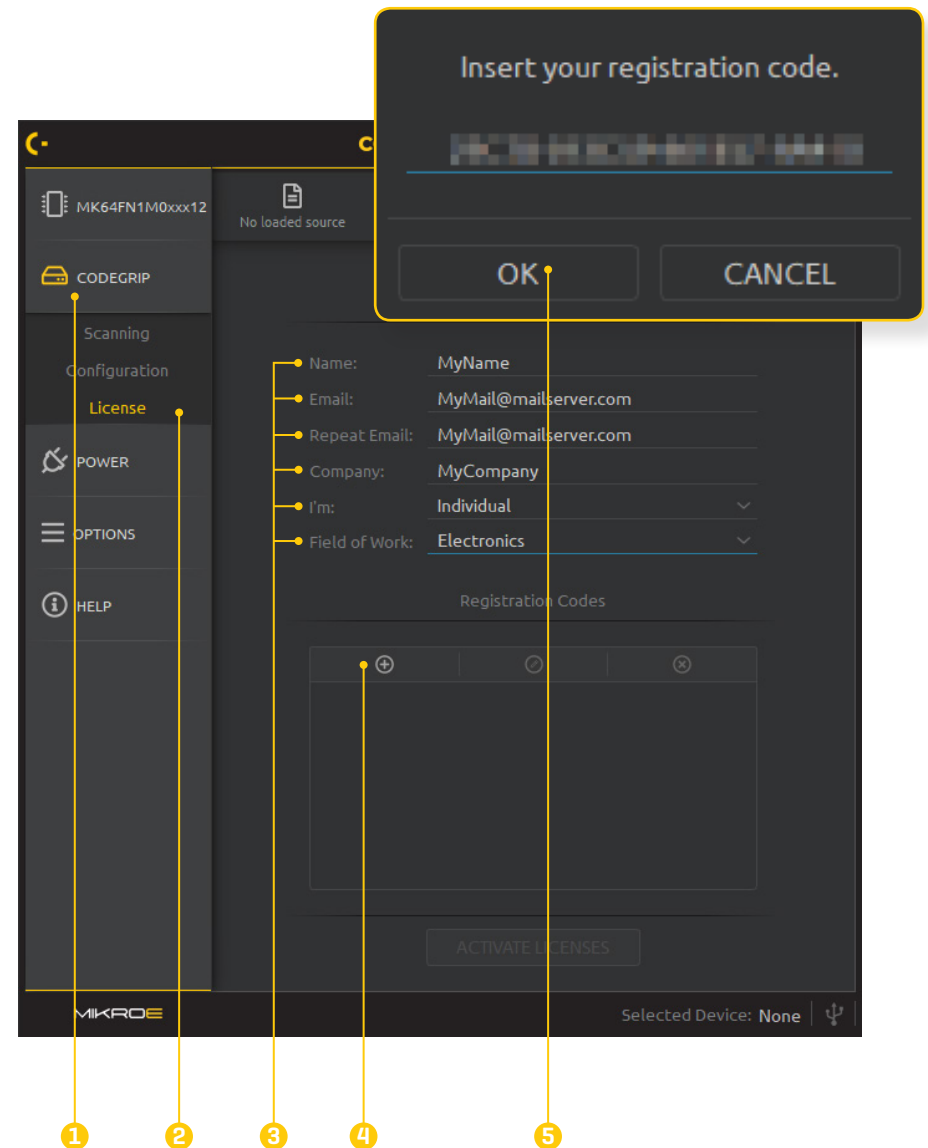 Insert your registration code.
OK
CANCEL
MK64FN1M0xxx12
No loaded source
CODEGRIP
Scanning
Configuration
License
POWER
OPTIONS
HELP
Name: MyName
Email: MyMail@mailserver.com
Repeat Email: MyMail@mailserver.com
Company: MyCompany
I'm: Individual
Field of Work: Electronics
Registration Codes
ACTIVATE LICENSES
MIKROE
Selected Device: None
1 2 3 4 5